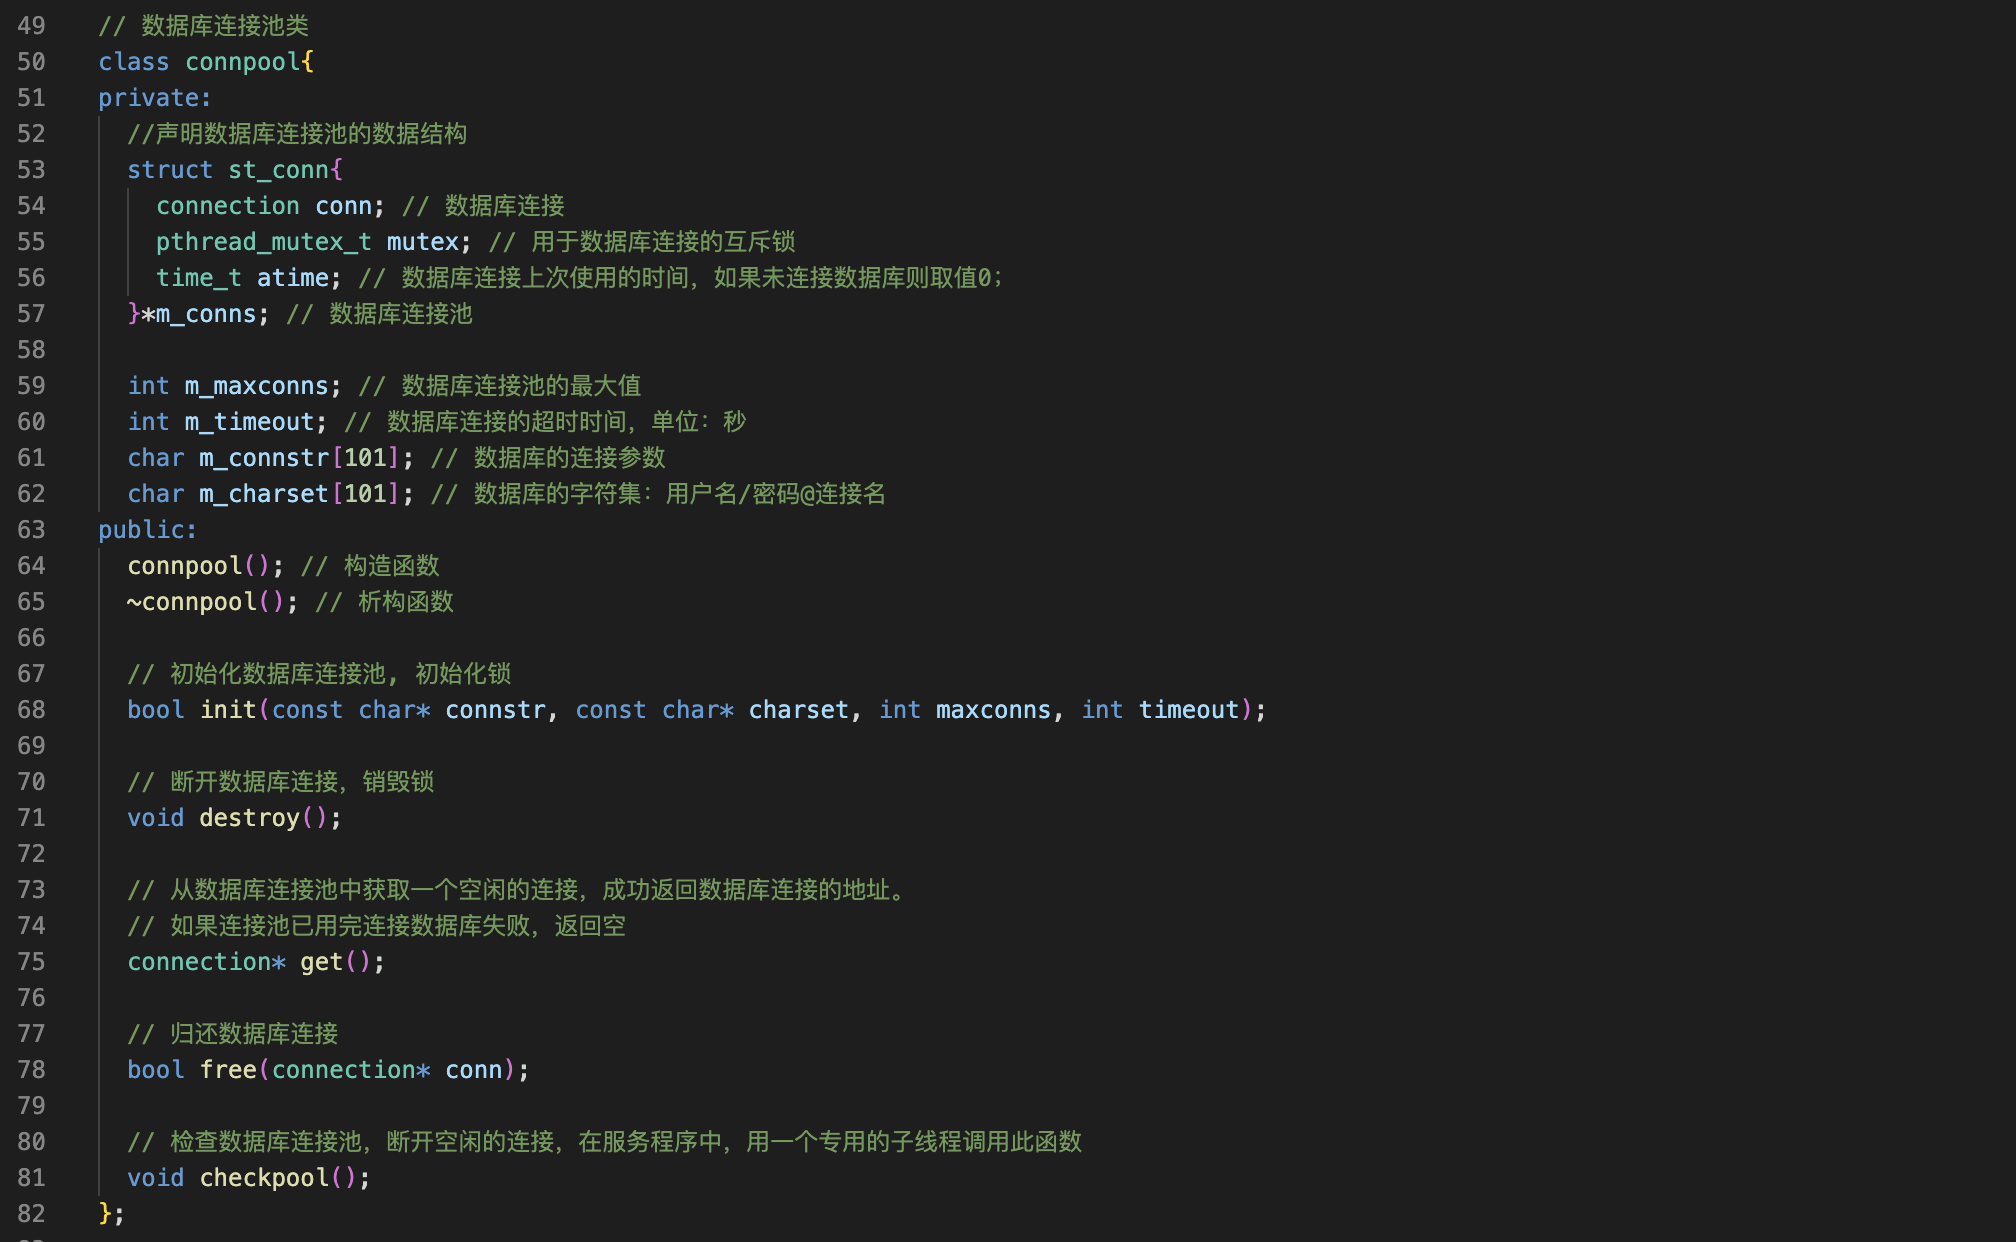 49 // 数据库连接池类
50 class connpool{
51 private:
52 //声明数据库连接池的数据结构
53 struct st_conn{
54 connection conn; // 数据库连接
55 pthread_mutex_t mutex; // 用于数据库连接的互斥锁
56 time_t atime; // 数据库连接上次使用的时间，如果未连接数据库则取值0；
57 }*m_conns; // 数据库连接池
58
59 int m_maxconns; // 数据库连接池的最大值
60 int m_timeout; // 数据库连接的超时时间，单位：秒
61 char m_connstr[101]; // 数据库的连接参数
62 char m_charset[101]; // 数据库的字符集：用户名/密码@连接名
63 public:
64 connpool(); // 构造函数
65 ~connpool(); // 析构函数
66
67 // 初始化数据库连接池, 初始化锁
68 bool init(const char* connstr, const char* charset, int maxconns, int timeout);
69
70 // 断开数据库连接，销毁锁
71 void destroy();
72
73 // 从数据库连接池中获取一个空闲的连接，成功返回数据库连接的地址。
74 // 如果连接池已用完连接数据库失败，返回空
75 connection* get();
76
77 // 归还数据库连接
78 bool free(connection* conn);
79
80 // 检查数据库连接池，断开空闲的连接，在服务程序中，用一个专用的子线程调用此函数
81 void checkpool();
82 };